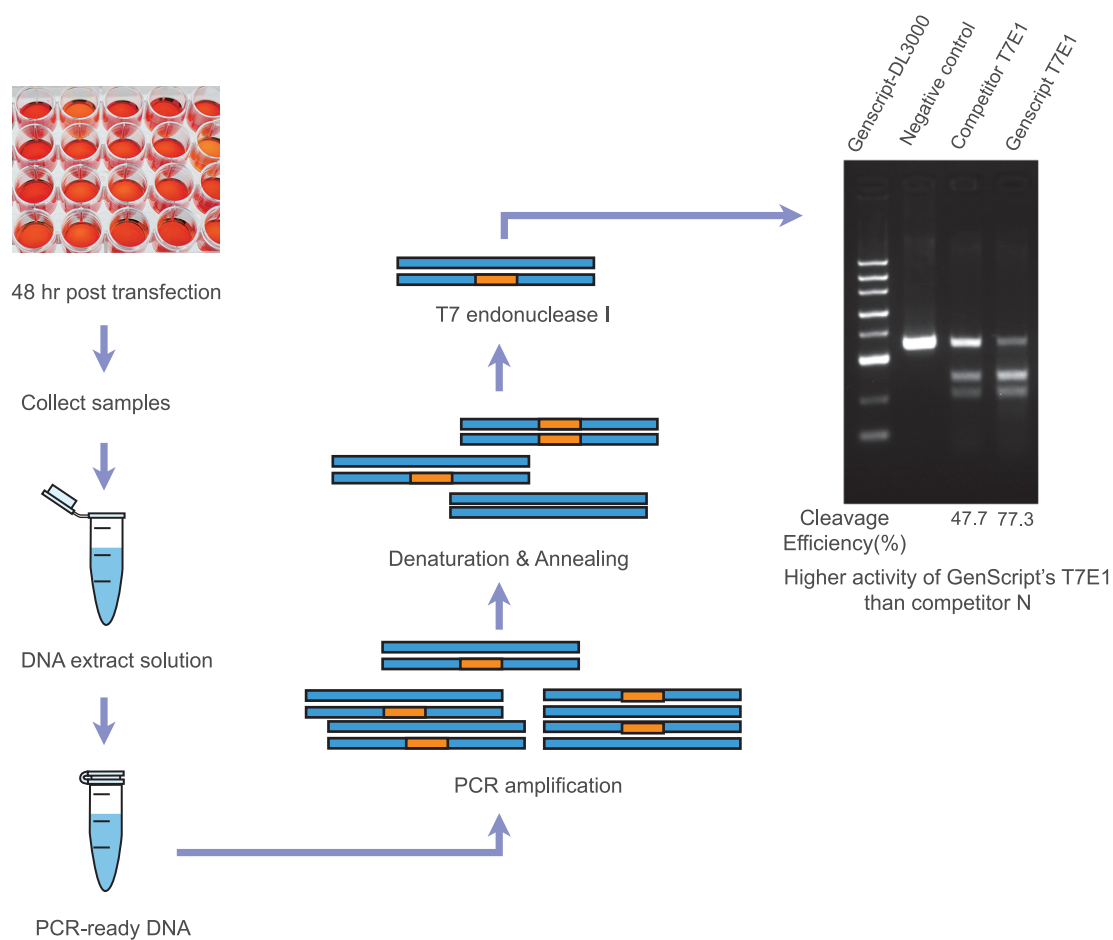 48 hr post transfection
Collect samples
DNA extract solution
PCR-ready DNA
PCR amplification
Denaturation & Annealing
T7 endonuclease I
Genscript-DL3000
Negative control
Competitor T7E1
Genscript T7E1
Cleavage
Efficiency(%)
47.7 77.3
Higher activity of GenScript's T7E1
than competitor N